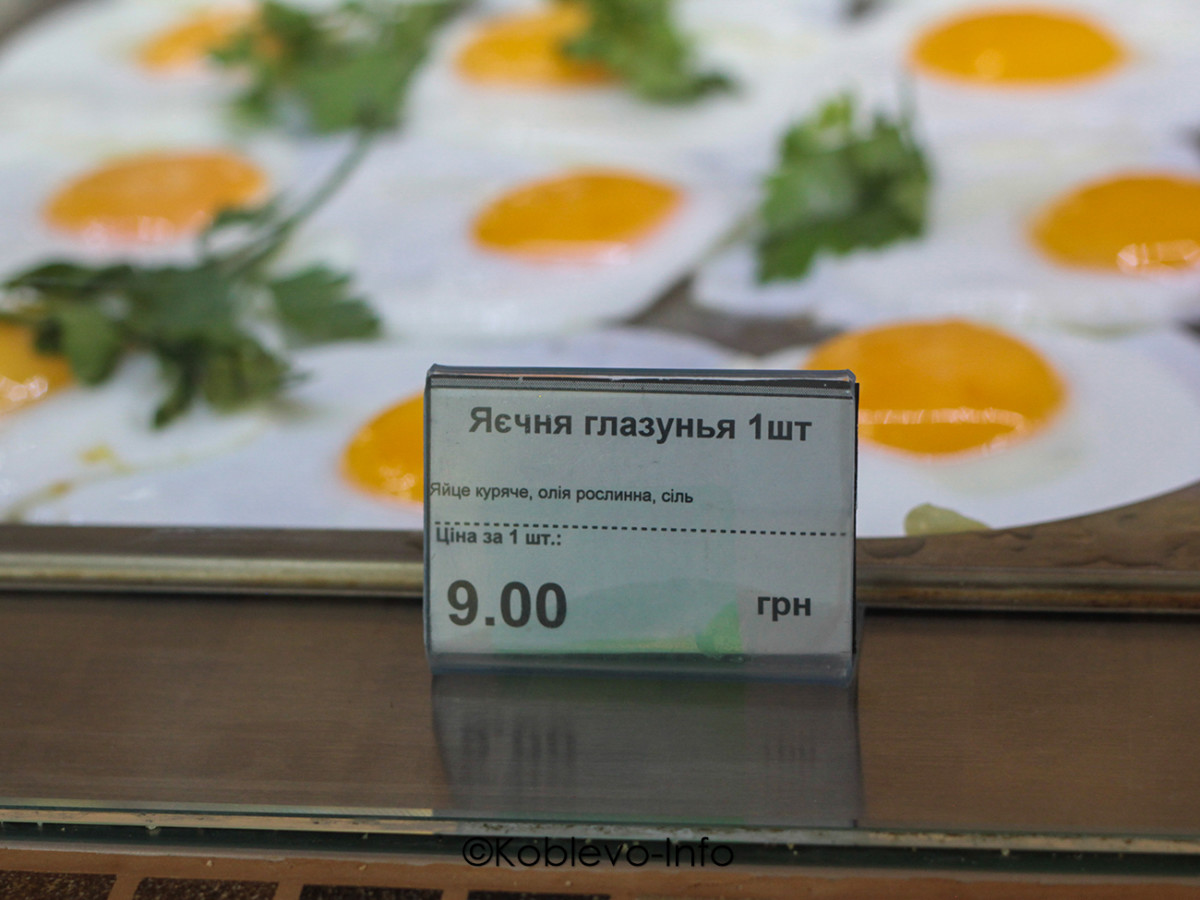 Яєчня глазунья 1шт
Яйце куряче, олія рослинна, сіль
Ціна за 1 шт.:
9.00 грн
©Koblevo-Info